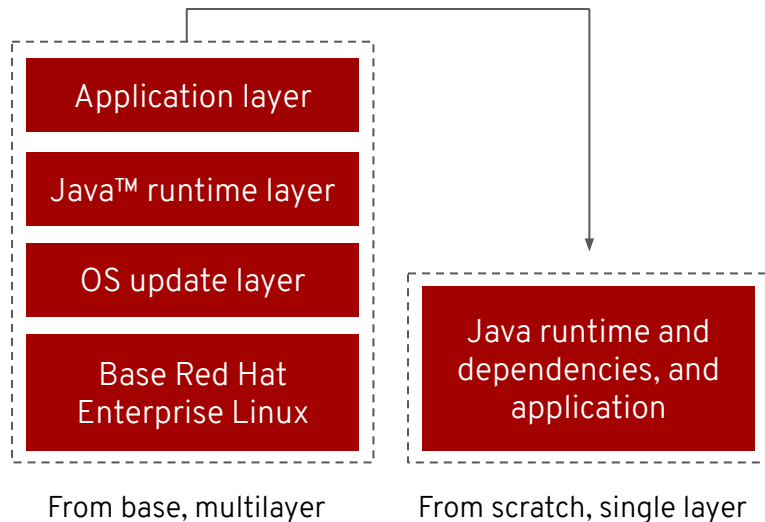 Application layer
Java™ runtime layer
OS update layer
Base Red Hat
Enterprise Linux
From base, multilayer
Java runtime and
dependencies, and
application
From scratch, single layer